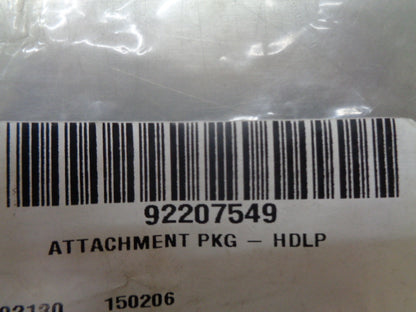 92207549
ATTACHMENT PKG – HDLP
150206